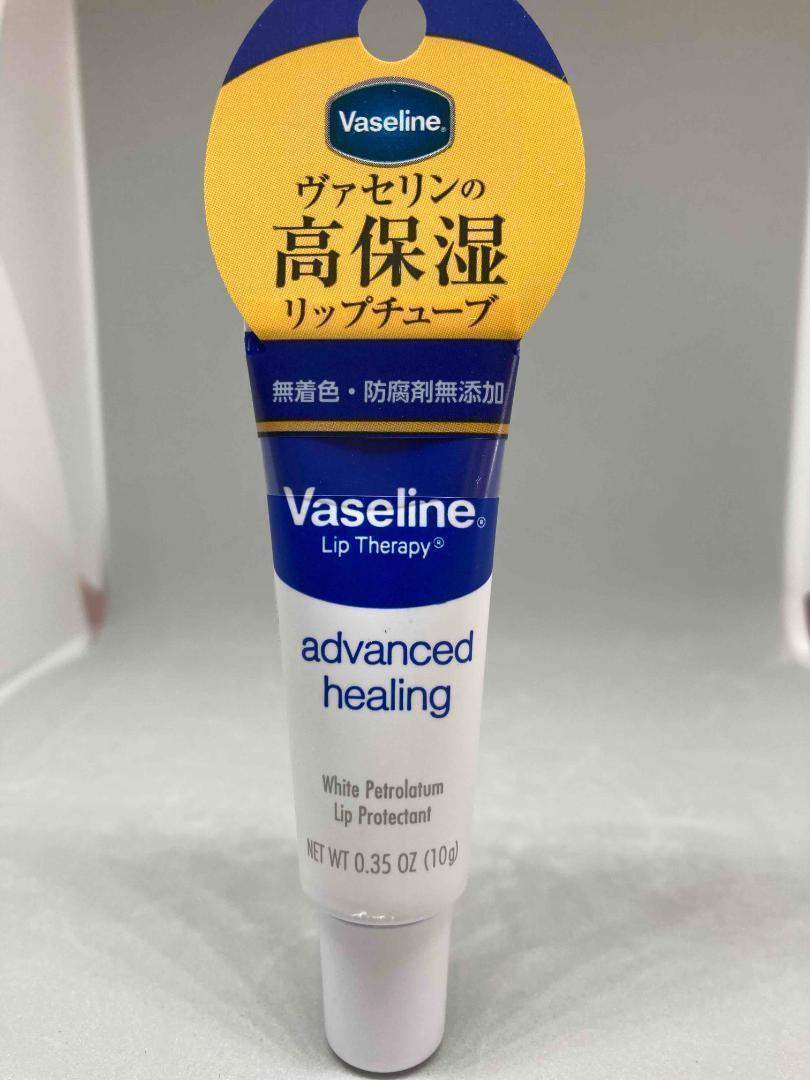 Vaseline®
ヴァセリンの
高保湿
リップチューブ
無着色・防腐剤無添加
Vaseline®
Lip Therapy®
advanced
healing
White Petrolatum
Lip Protectant
NET WT 0.35 OZ (10g)